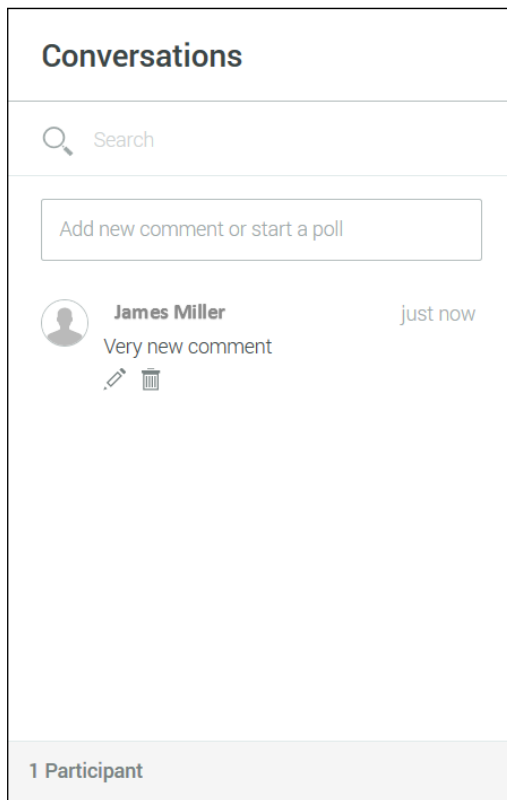 Conversations
Search
Add new comment or start a poll
James Miller just now
Very new comment
1 Participant